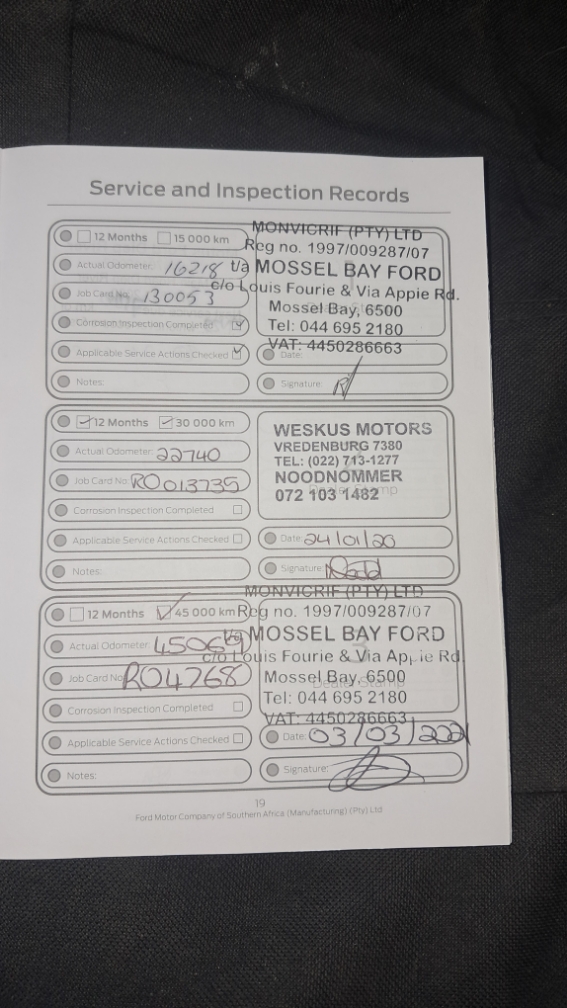 Service and Inspection Records
12 Months 15 000 km
MONVICRIF (PTY) LTD
Reg no. 1997/009287/07
Actual Odometer: 16218
t/a MOSSEL BAY FORD
c/o Louis Fourie & Via Appie Rd.
Job Card No: 130053
Mossel Bay, 6500
Corrosion Inspection Completed
Tel: 044 695 2180
VAT: 4450286663
Applicable Service Actions Checked
Date:
Notes:
Signature
12 Months 30 000 km
WESKUS MOTORS
Actual Odometer: 22740
VREDENBURG 7380
TEL: (022) 713-1277
Job Card No: RO013735
NOODNOMMER
072 103 1482
Corrosion Inspection Completed
Applicable Service Actions Checked
Date: 24/01/20
Notes:
Signature
12 Months 45 000 km
MONVICRIF (PTY) LTD
Reg no. 1997/009287/07
Actual Odometer:
t/a MOSSEL BAY FORD
c/o Louis Fourie & Via Appie Rd
Job Card No: RO4768
Mossel Bay, 6500
Dealer Stamp
Tel: 044 695 2180
Corrosion Inspection Completed
VAT: 4450286663
Applicable Service Actions Checked
Date: 03/03/2021
Notes:
Signature:
19
Ford Motor Company of Southern Africa (Manufacturing) (Pty) Ltd